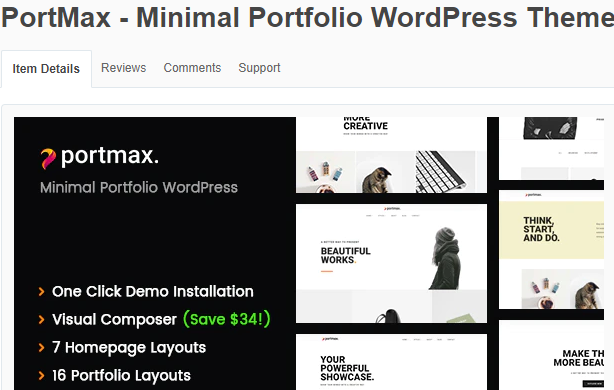 PortMax - Minimal Portfolio WordPress Theme
Item Details
Reviews
Comments
Support
portmax.
Minimal Portfolio WordPress
One Click Demo Installation
Visual Composer (Save $34!)
7 Homepage Layouts
16 Portfolio Layouts
MORE
CREATIVE
portmax.
BEAUTIFUL
WORKS.
portmax.
YOUR
POWERFUL
SHOWCASE.
THINK,
START,
AND DO.
MAKE TH
MORE BEAU